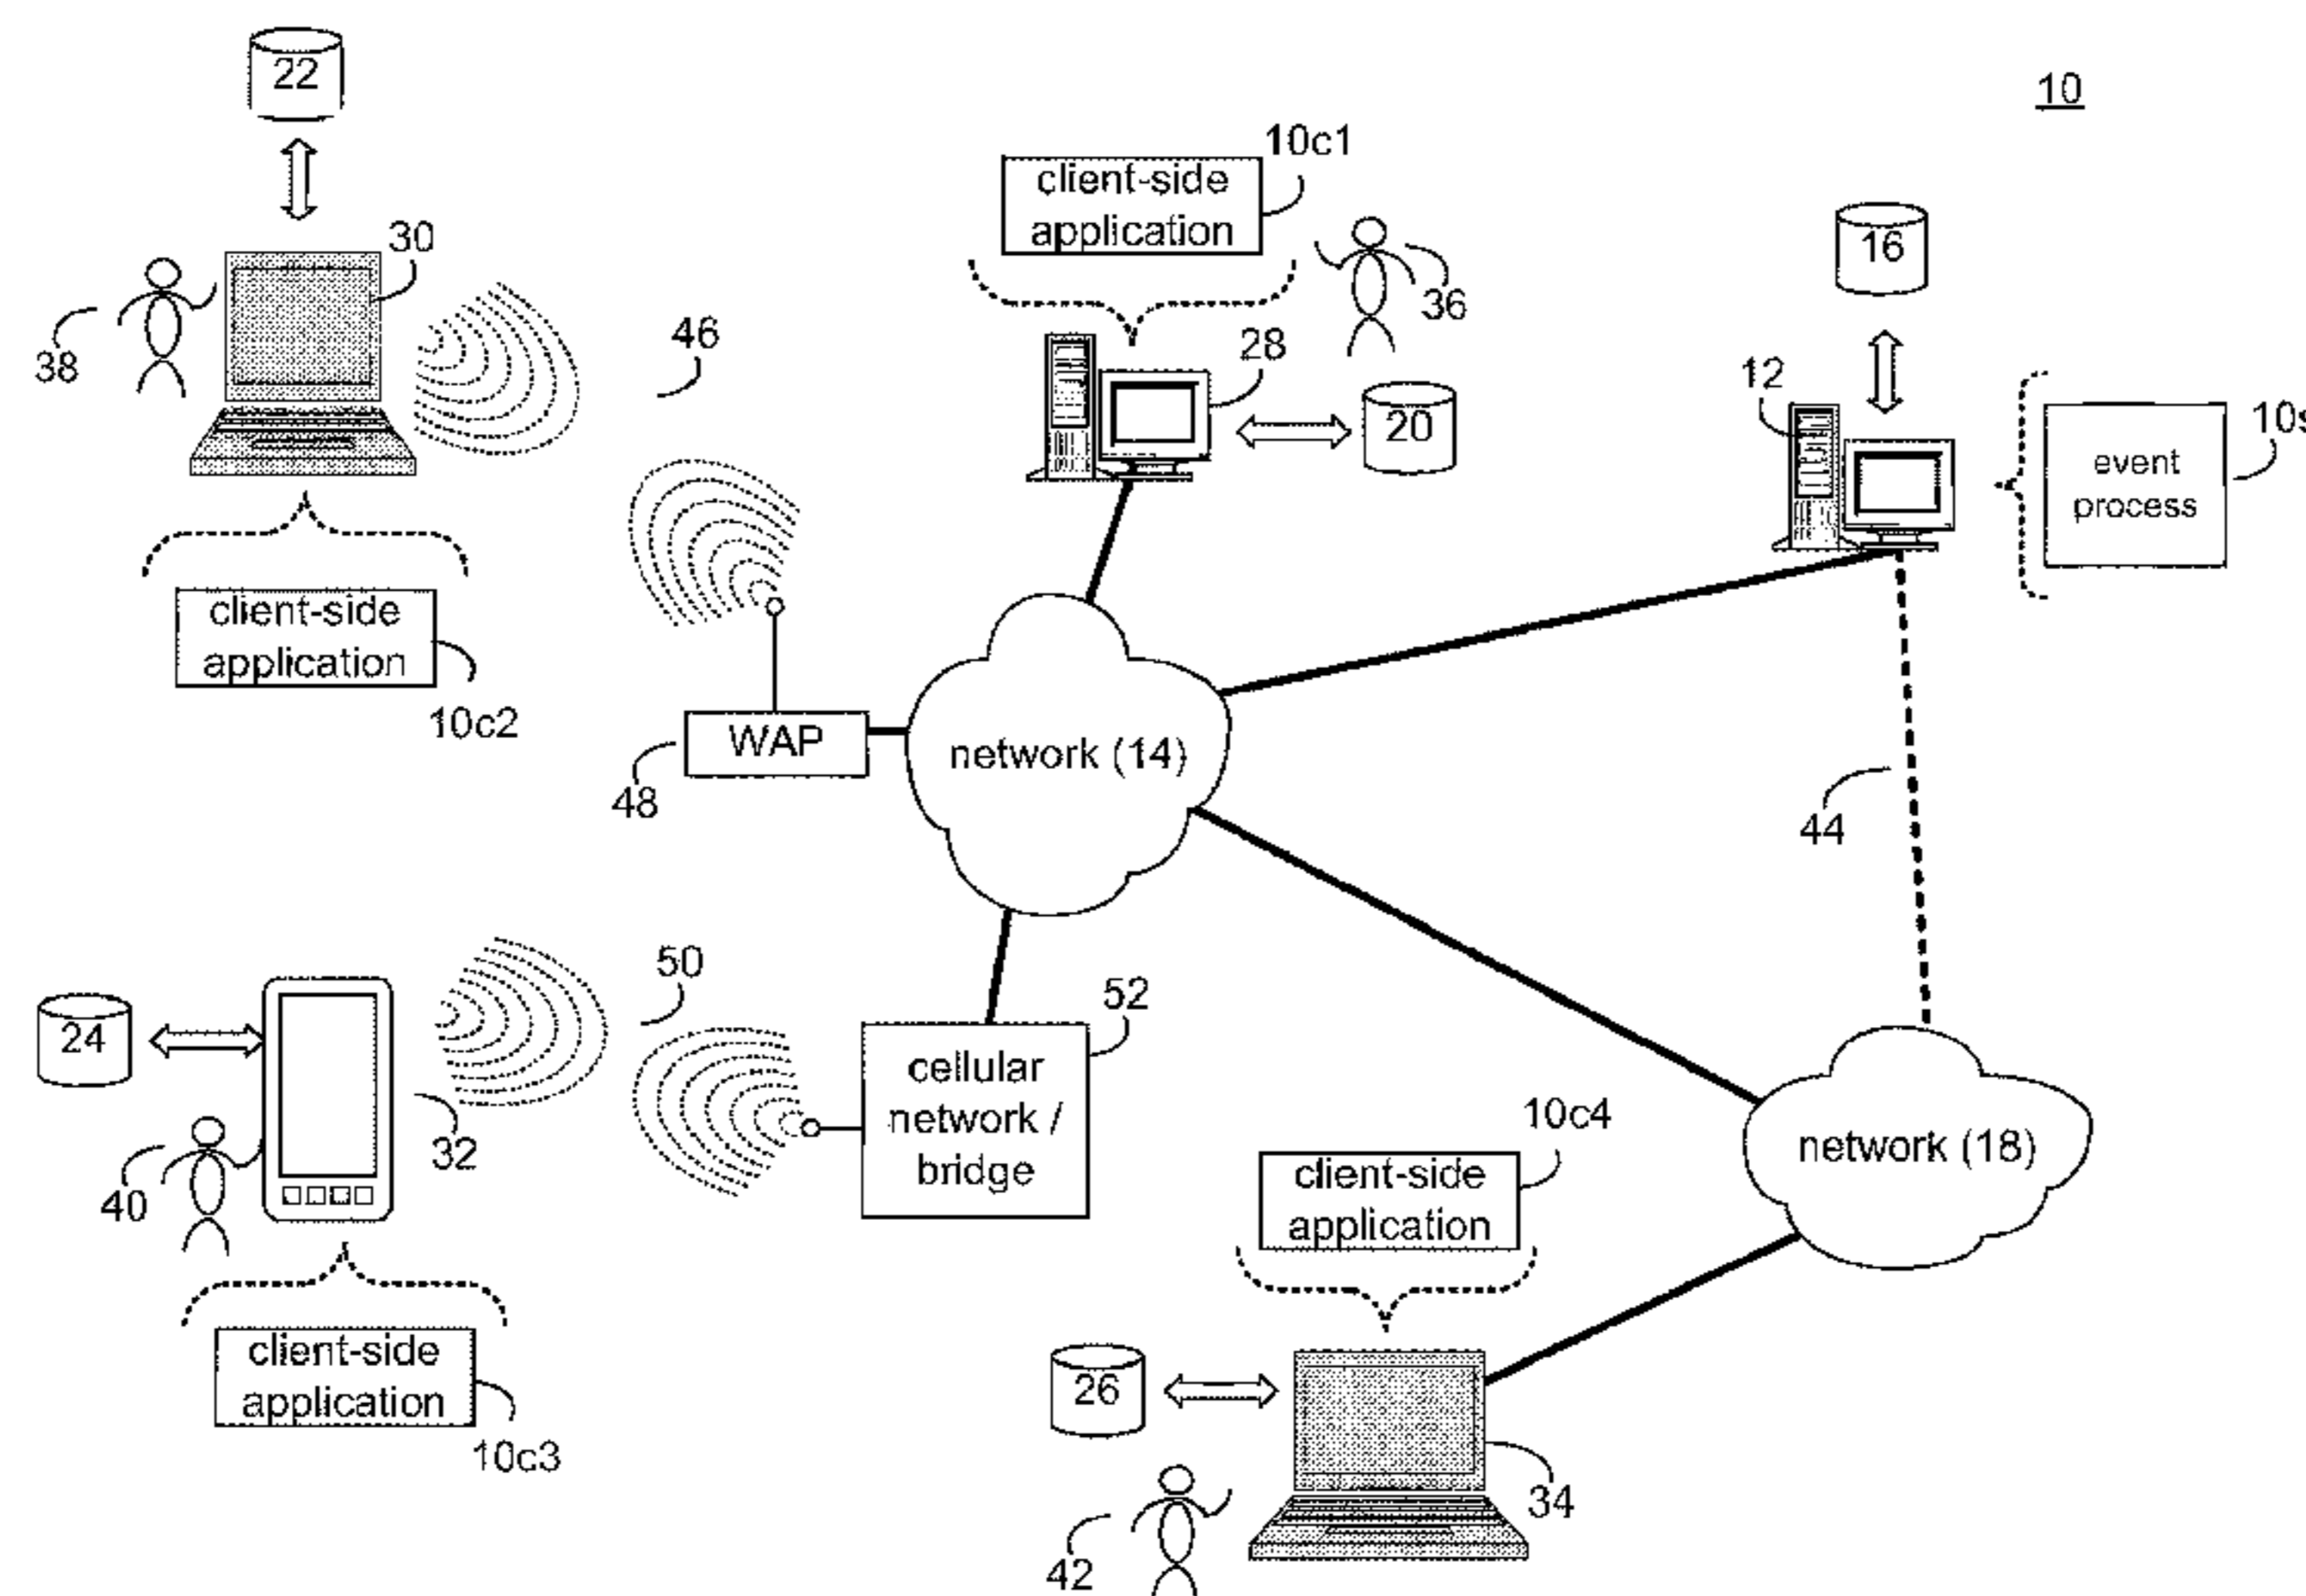 10
22
10c1
client-side
application
16
30
38
46
36
28
12
20
10s
event
process
client-side
application
10c2
WAP
48
network (14)
44
50
52
24
32
40
cellular
network /
bridge
10c4
client-side
application
network (18)
client-side
application
10c3
26
34
42